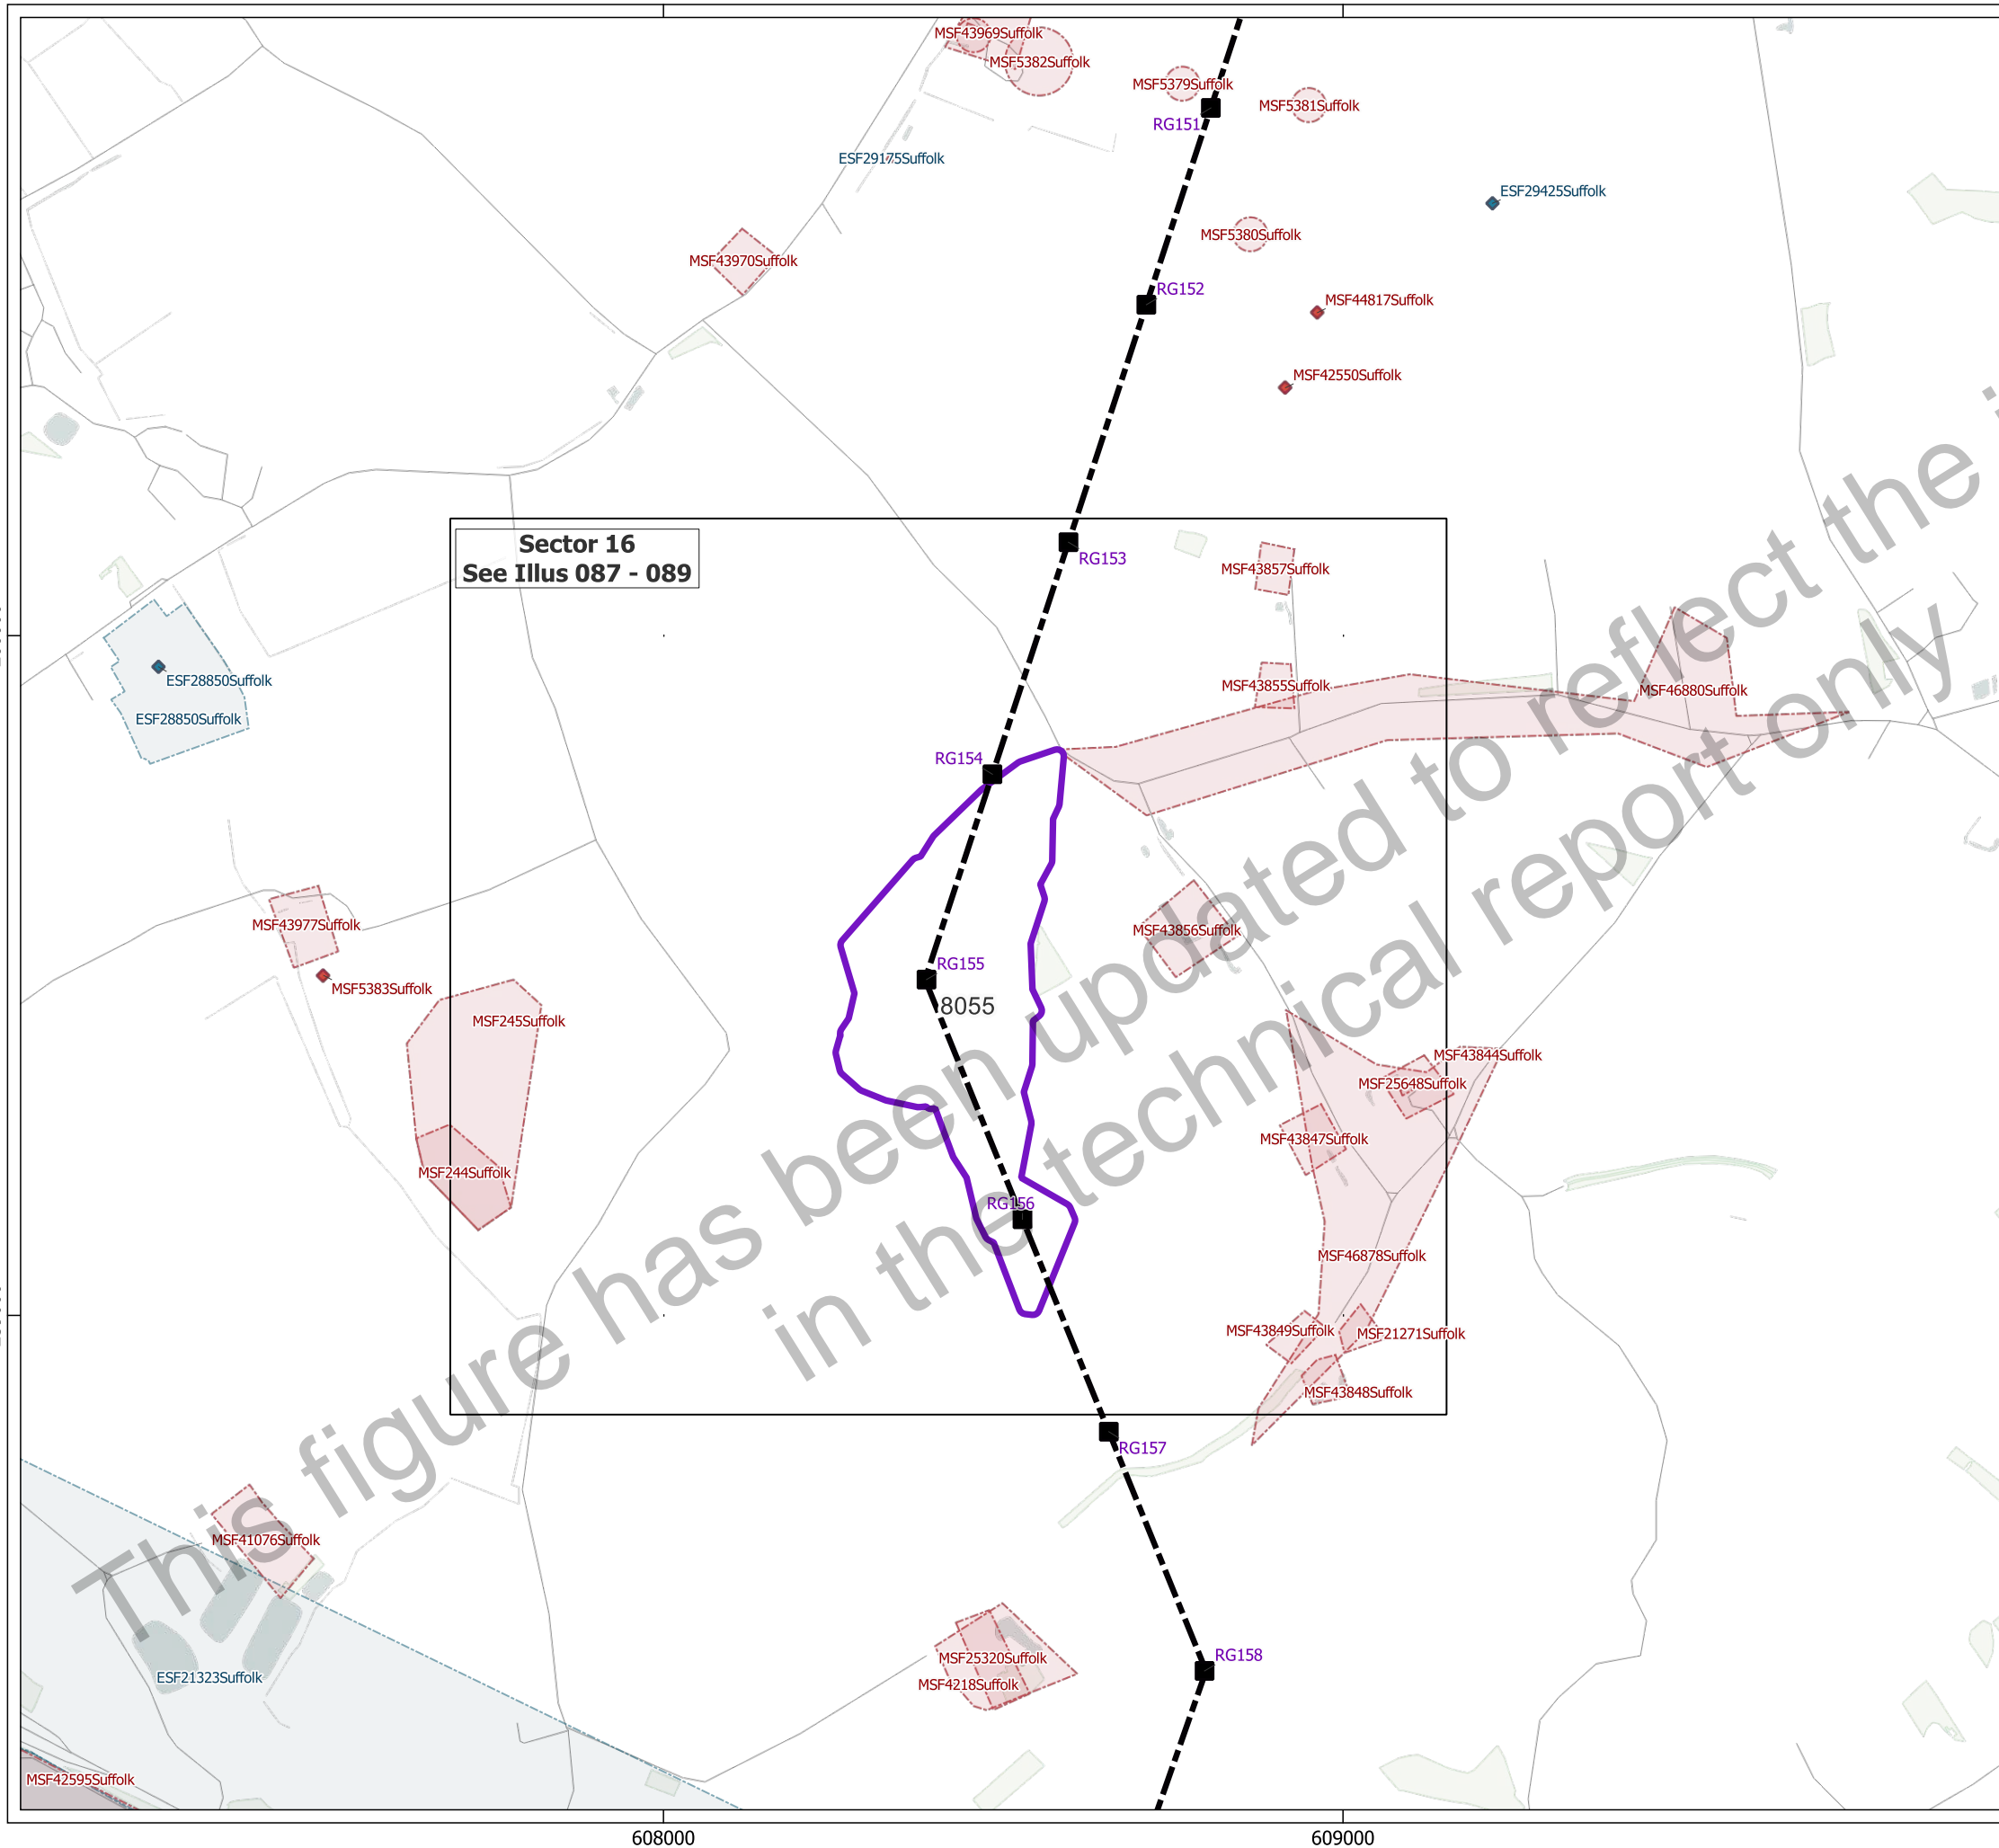 MSF43969Suffolk
MSF5382Suffolk
MSF5379Suffolk
MSF5381Suffolk
RG151
ESF29175Suffolk
ESF29425Suffolk
MSF5380Suffolk
MSF43970Suffolk
RG152
MSF44817Suffolk
MSF42550Suffolk
Sector 16
See Illus 087 - 089
RG153
MSF43857Suffolk
ESF28850Suffolk
MSF43855Suffolk
MSF46880Suffolk
ESF28850Suffolk
RG154
MSF43977Suffolk
MSF43856Suffolk
RG155
MSF5383Suffolk
8055
MSF245Suffolk
MSF43844Suffolk
MSF25648Suffolk
MSF43847Suffolk
MSF244Suffolk
RG156
MSF46878Suffolk
MSF43849Suffolk
MSF21271Suffolk
MSF43848Suffolk
RG157
MSF41076Suffolk
RG158
MSF25320Suffolk
ESF21323Suffolk
MSF4218Suffolk
MSF42595Suffolk
608000
609000
This figure has been updated to reflect the
in the technical report only